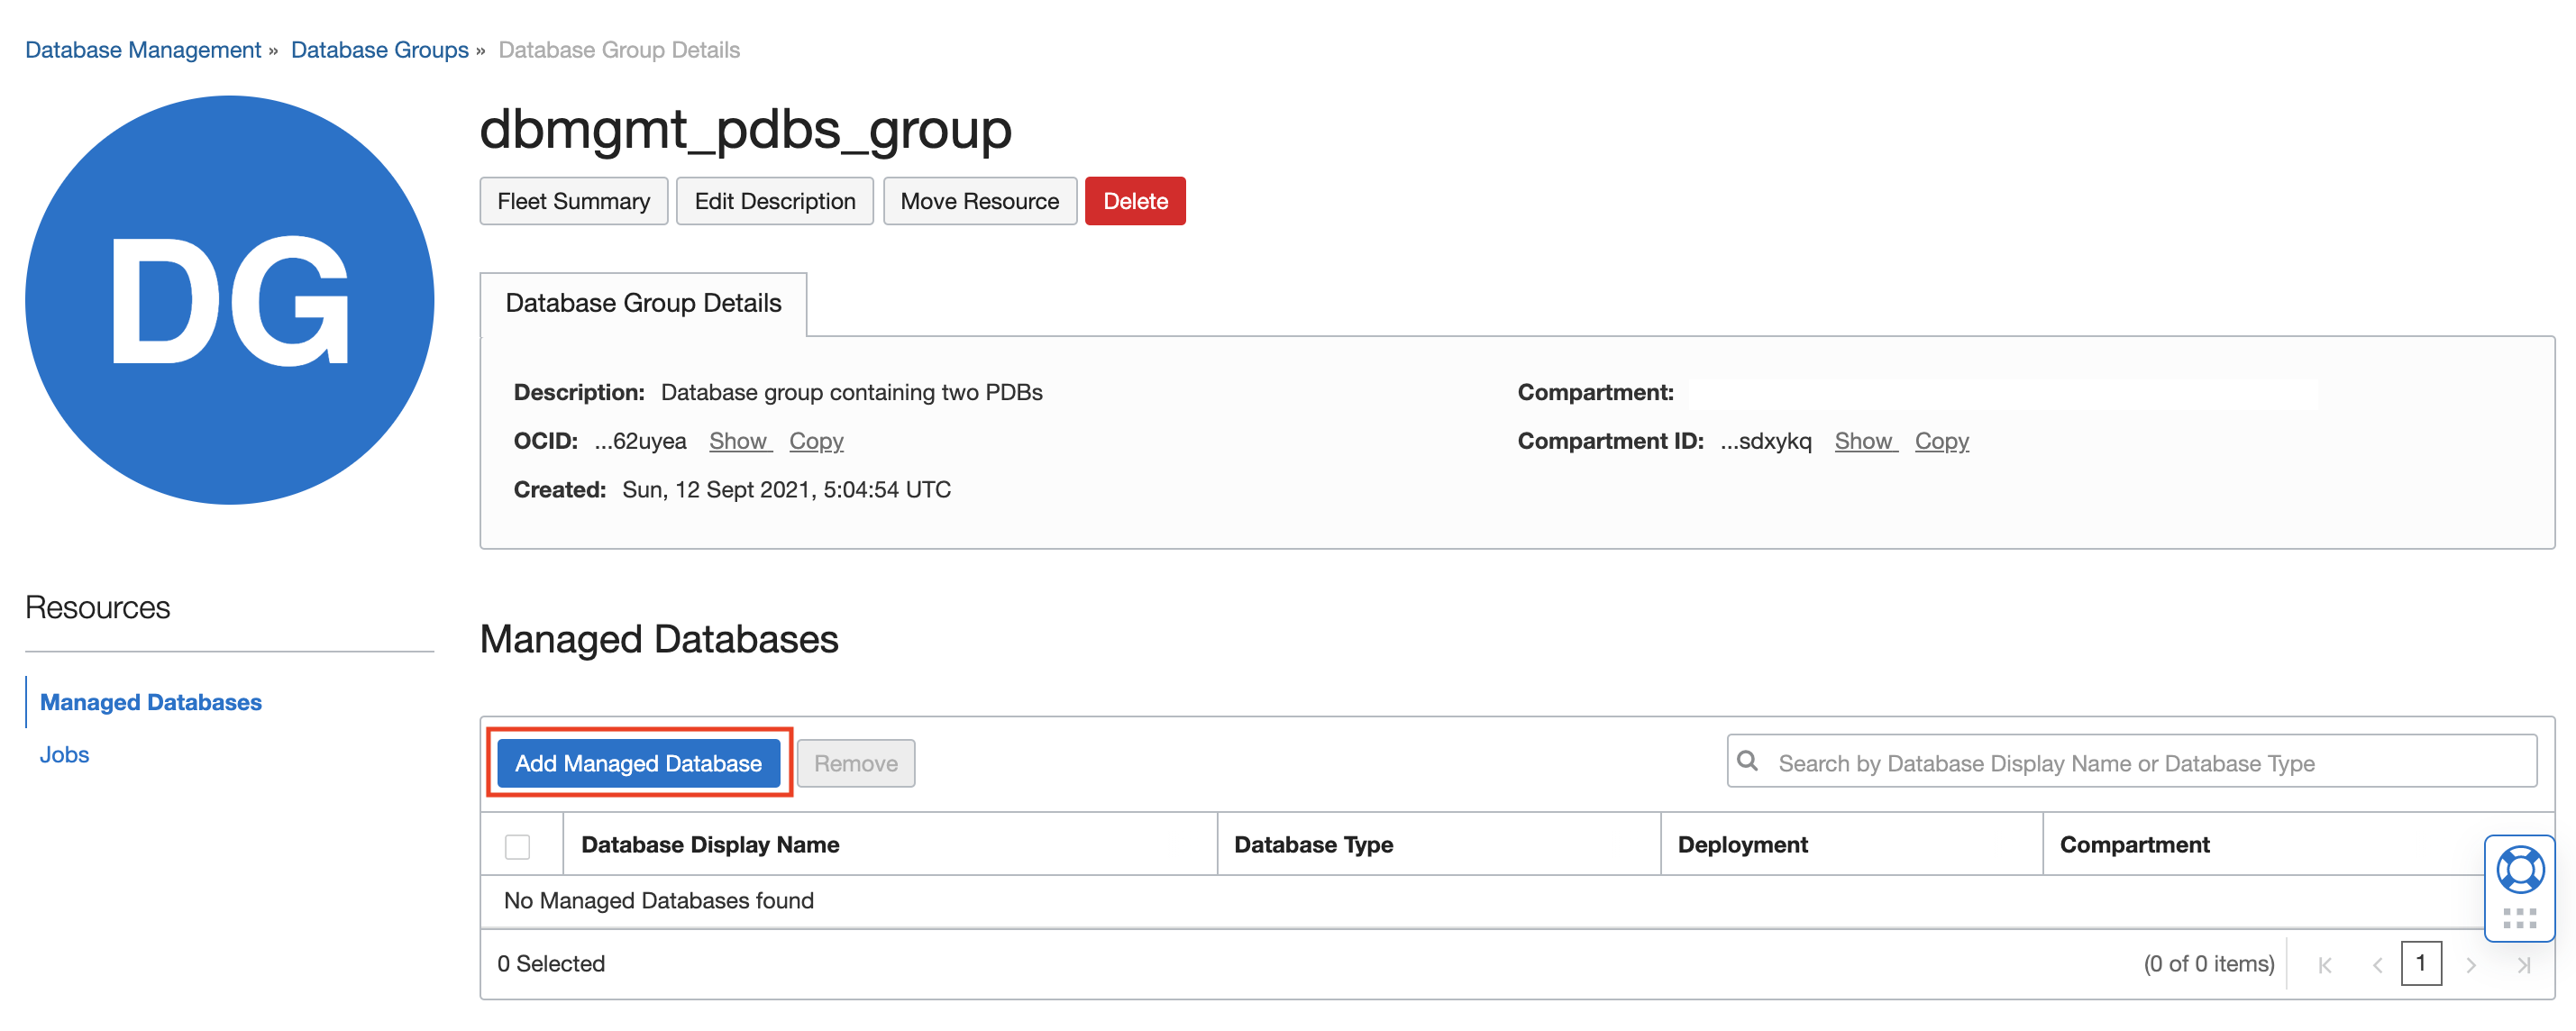 Database Management » Database Groups » Database Group Details
DG
dbmgmt_pdbs_group
Fleet Summary Edit Description Move Resource Delete
Database Group Details
Description: Database group containing two PDBs Compartment:
OCID: ...62uyea Show Copy Compartment ID: ...sdxykq Show Copy
Created: Sun, 12 Sept 2021, 5:04:54 UTC
Resources
Managed Databases
Jobs
Managed Databases
Add Managed Database Remove Search by Database Display Name or Database Type
Database Display Name Database Type Deployment Compartment
No Managed Databases found
0 Selected (0 of 0 items) 1